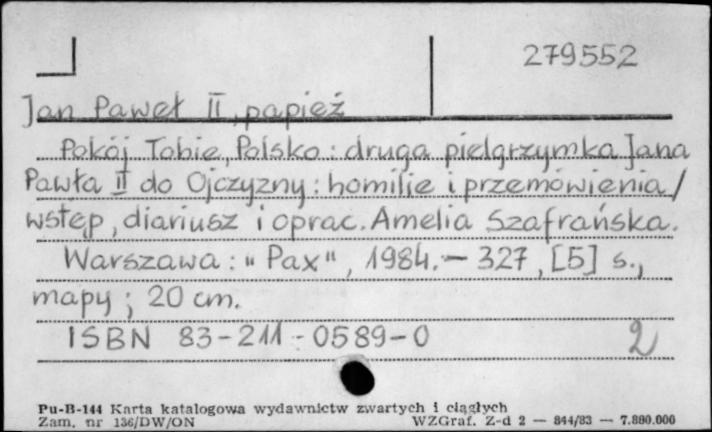 279552
Jan Paweł II, papież
Pokój Tobie, Polsko : druga pielgrzymka Jana
Pawła II do Ojczyzny : homilie i przemówienia /
wstęp, diariusz i oprac. Amelia Szafrańska.
Warszawa : "Pax", 1984. — 327, [5] s.,
mapy ; 20 cm.
ISBN 83-211-0589-0 2
Pu-B-144 Karta katalogowa wydawnictw zwartych i ciągłych
Zam. nr 136/DW/ON WZGraf. Z-d 2 — 844/83 — 7.800.000